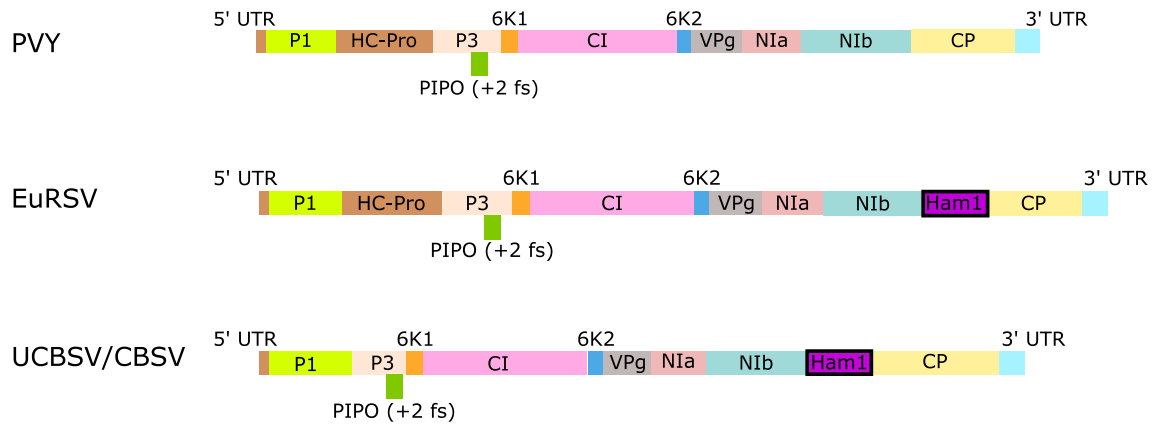 5' UTR 6K1 6K2 3' UTR
PVY P1 HC-Pro P3 CI VPg NIa NIb CP
PIPO (+2 fs)
5' UTR 6K1 6K2 3' UTR
EuRSV P1 HC-Pro P3 CI VPg NIa NIb Ham1 CP
PIPO (+2 fs)
5' UTR 6K1 6K2 3' UTR
UCBSV/CBSV P1 P3 CI VPg NIa NIb Ham1 CP
PIPO (+2 fs)